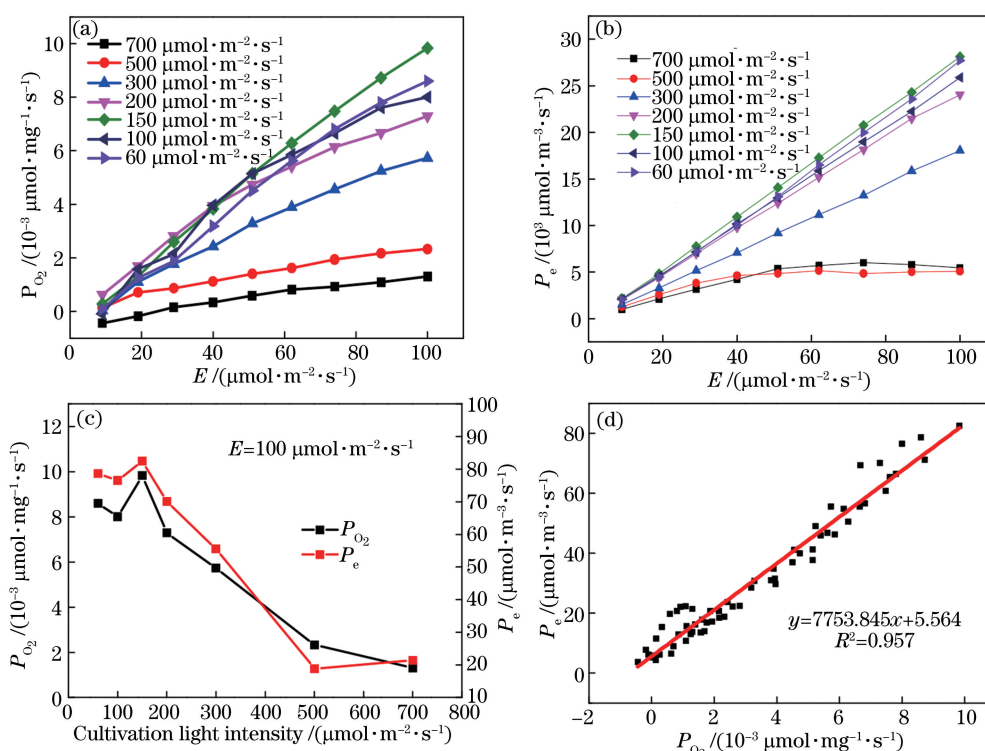 (a)
700 μmol·m⁻²·s⁻¹
500 μmol·m⁻²·s⁻¹
300 μmol·m⁻²·s⁻¹
200 μmol·m⁻²·s⁻¹
150 μmol·m⁻²·s⁻¹
100 μmol·m⁻²·s⁻¹
60 μmol·m⁻²·s⁻¹
10
8
6
4
2
0
P_O₂ /(10⁻³ μmol·mg⁻¹·s⁻¹)
0 20 40 60 80 100
E /(μmol·m⁻²·s⁻¹)
(b)
700 μmol·m⁻²·s⁻¹
500 μmol·m⁻²·s⁻¹
300 μmol·m⁻²·s⁻¹
200 μmol·m⁻²·s⁻¹
150 μmol·m⁻²·s⁻¹
100 μmol·m⁻²·s⁻¹
60 μmol·m⁻²·s⁻¹
30
25
20
15
10
5
0
P_e /(10³ μmol·m⁻³·s⁻¹)
0 20 40 60 80 100
E /(μmol·m⁻²·s⁻¹)
(c)
E=100 μmol·m⁻²·s⁻¹
P_O₂
P_e
12
10
8
6
4
2
0
P_O₂ /(10⁻³ μmol·mg⁻¹·s⁻¹)
100
90
80
70
60
50
40
30
20
10
P_e /(μmol·m⁻³·s⁻¹)
0 100 200 300 400 500 600 700 800
Cultivation light intensity /(μmol·m⁻²·s⁻¹)
(d)
80
60
40
20
0
P_e /(μmol·m⁻³·s⁻¹)
y=7753.845x+5.564
R²=0.957
−2 0 2 4 6 8 10
P_O₂ /(10⁻³ μmol·mg⁻¹·s⁻¹)